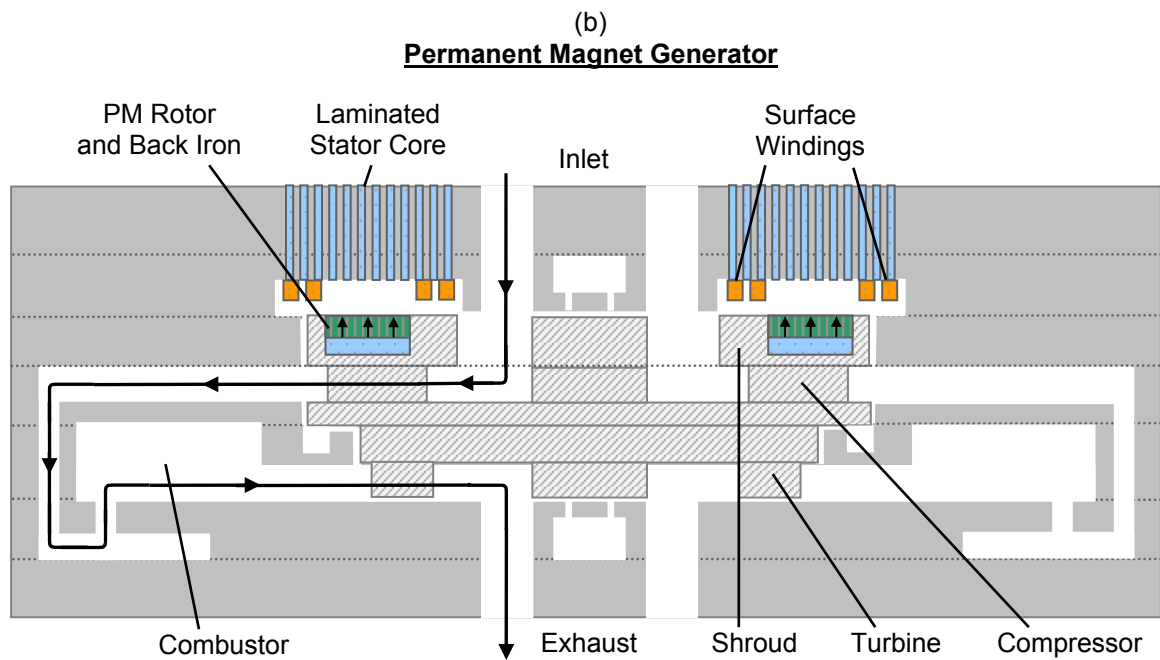 (b)
Permanent Magnet Generator
PM Rotor
and Back Iron
Laminated
Stator Core
Inlet
Surface
Windings
Combustor
Exhaust
Shroud
Turbine
Compressor